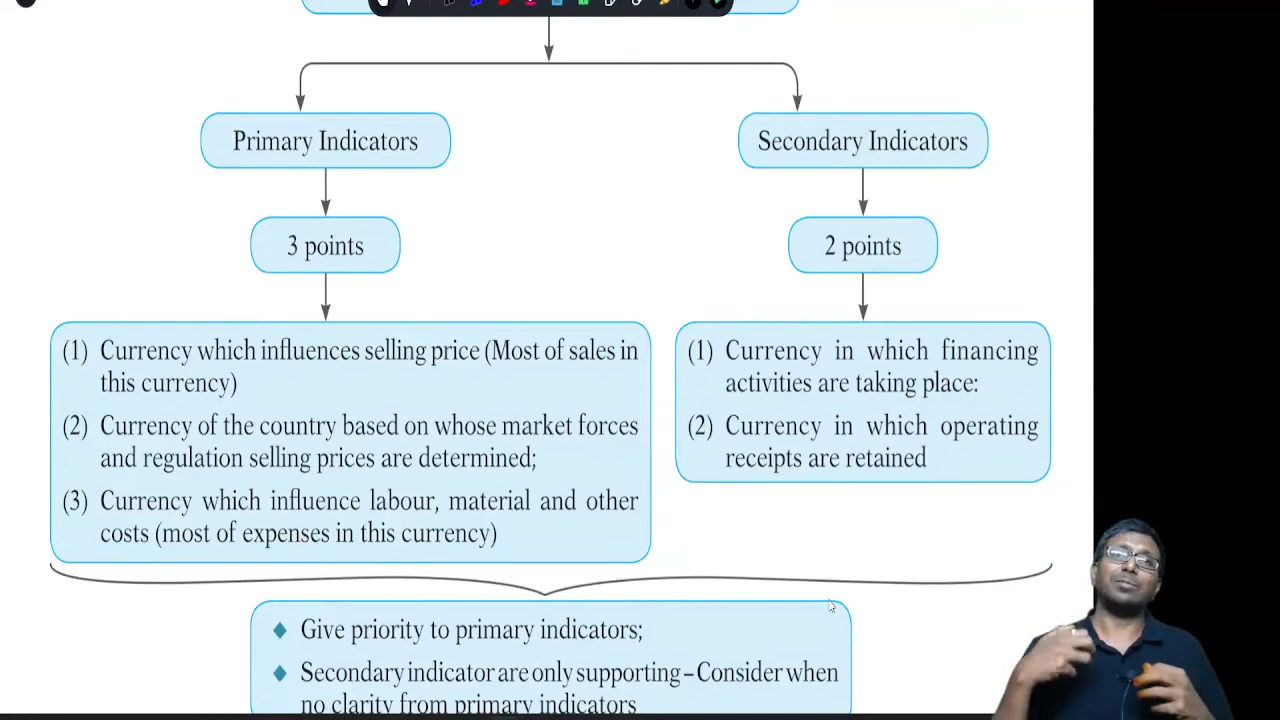 Primary Indicators
Secondary Indicators
3 points
2 points
(1) Currency which influences selling price (Most of sales in
this currency)
(2) Currency of the country based on whose market forces
and regulation selling prices are determined;
(3) Currency which influence labour, material and other
costs (most of expenses in this currency)
(1) Currency in which financing
activities are taking place:
(2) Currency in which operating
receipts are retained
◆ Give priority to primary indicators;
◆ Secondary indicator are only supporting – Consider when
no clarity from primary indicators